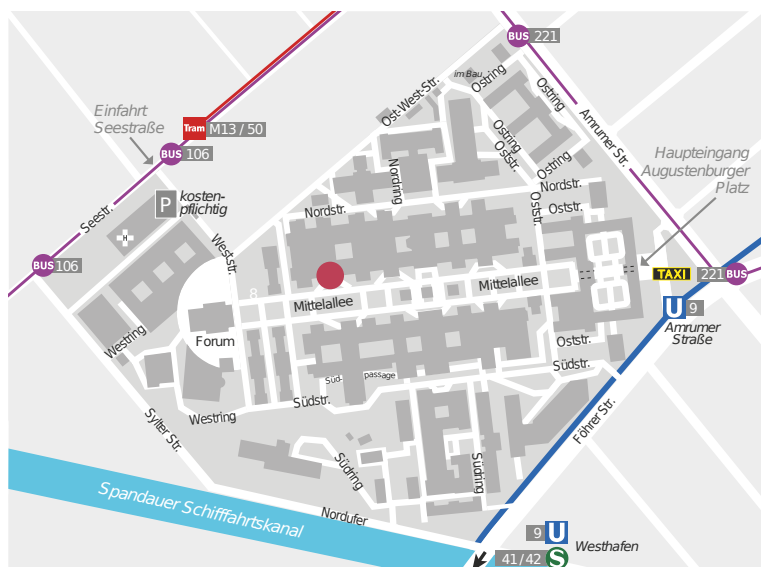 BUS 221
im Bau
Ostring
Ost-West-Str.
Ostring
Amrumer Str.
Einfahrt
Seestraße
Tram M13/50
BUS 106
Ostring
Oststr.
Ostring
Haupteingang
Augustenburger
Platz
Nordring
Nordstr.
P kosten-
pflichtig
Seestr.
Nordstr.
Oststr.
Oststr.
H
Weststr.
BUS 106
TAXI
221 BUS
Mittelallee
8
Mittelallee
U 9
Amrumer
Straße
Forum
Westring
Oststr.
Südstr.
Süd-
passage
Südstr.
Westring
Sylter Str.
Föhrer Str.
Südring
Südring
Spandauer Schifffahrtskanal
Nordufer
9 U
Westhafen
41/42 S